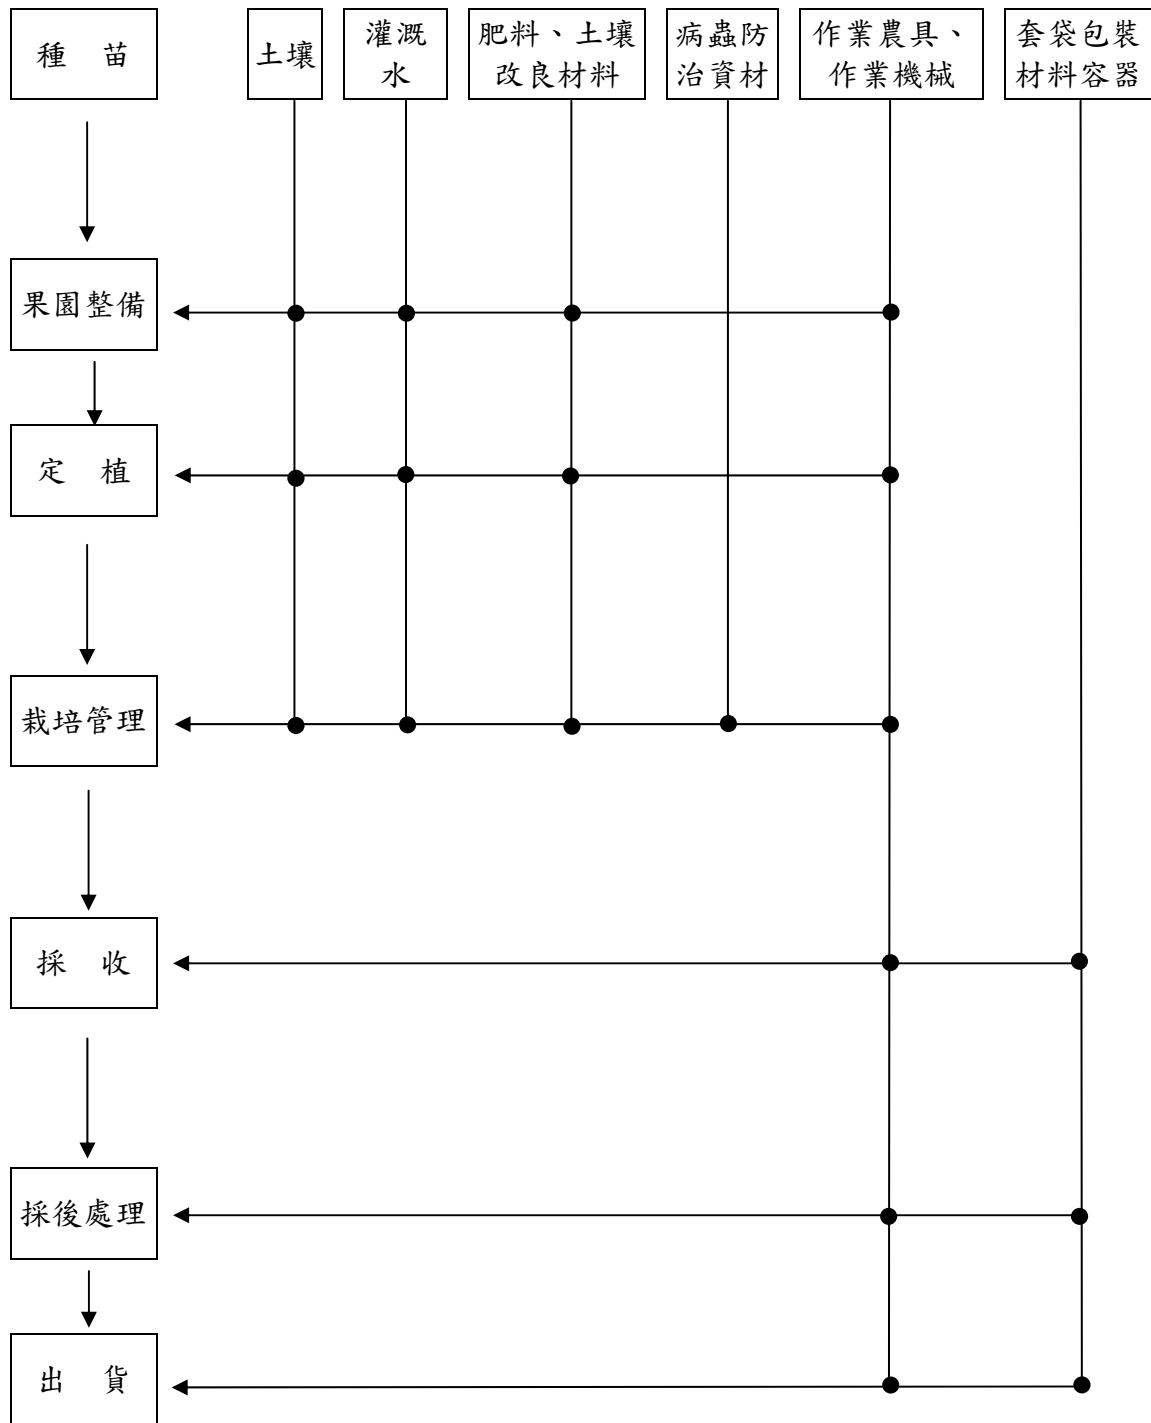 種 苗
土壤
灌溉
水
肥料、土壤
改良材料
病蟲防
治資材
作業農具、
作業機械
套袋包裝
材料容器
果園整備
定 植
栽培管理
採 收
採後處理
出 貨